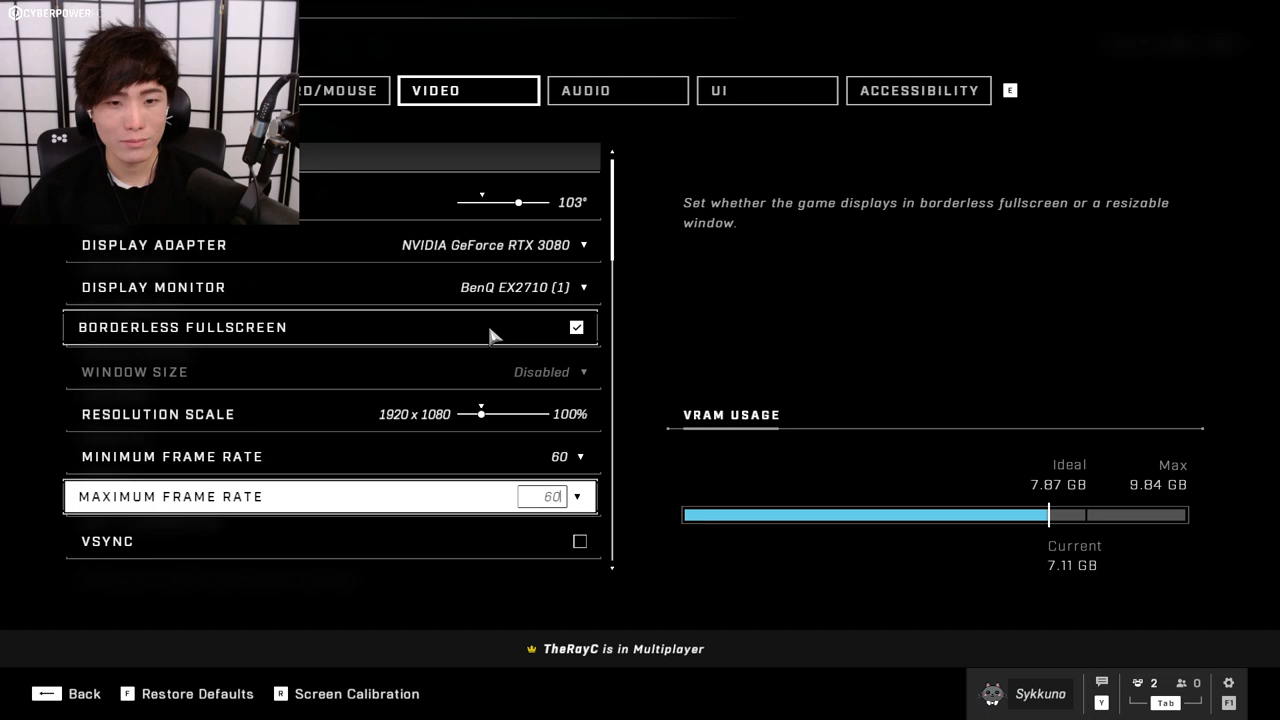 CYBERPOWERPC
RD/MOUSE
VIDEO
AUDIO
UI
ACCESSIBILITY
E
103°
DISPLAY ADAPTER
NVIDIA GeForce RTX 3080
DISPLAY MONITOR
BenQ EX2710 (1)
BORDERLESS FULLSCREEN
WINDOW SIZE
Disabled
RESOLUTION SCALE
1920 x 1080
100%
MINIMUM FRAME RATE
60
MAXIMUM FRAME RATE
60
VSYNC
Set whether the game displays in borderless fullscreen or a resizable
window.
VRAM USAGE
Ideal
Max
7.87 GB
9.84 GB
Current
7.11 GB
TheRayC is in Multiplayer
Back
F
Restore Defaults
R
Screen Calibration
Sykkuno
Y
2
0
Tab
F1